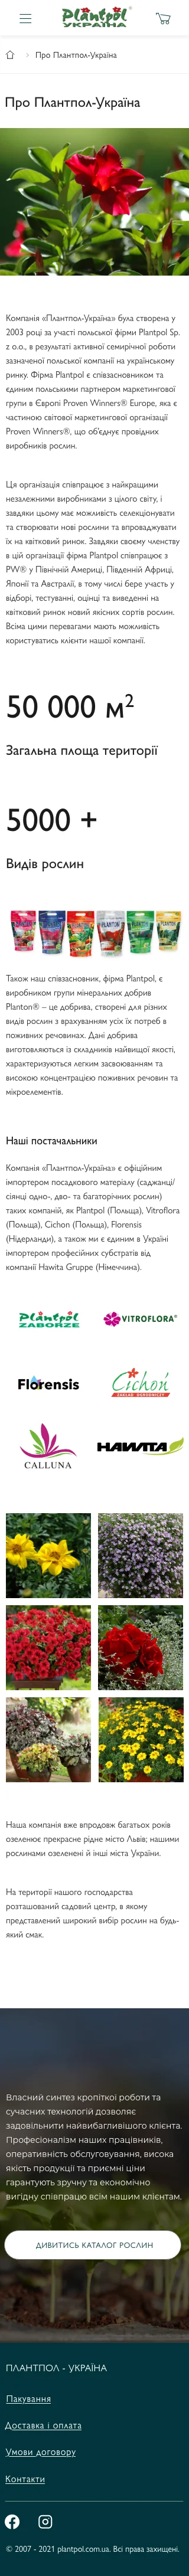 Plantpol®
УКРАЇНА
Про Плантпол-Україна
Про Плантпол-Україна
Компанія «Плантпол-Україна» була створена у
2003 році за участі польської фірми Plantpol Sp.
z o.o., в результаті активної семирічної роботи
зазначеної польської компанії на українському
ринку. Фірма Plantpol є співзасновником та
єдиним польськими партнером маркетингової
групи в Європі Proven Winners® Europe, яка є
частиною світової маркетингової організації
Proven Winners®, що об'єднує провідних
виробників рослин.
Ця організація співпрацює з найкращими
незалежними виробниками з цілого світу, і
завдяки цьому має можливість селекціонувати
та створювати нові рослини та впроваджувати
їх на квітковий ринок. Завдяки своєму членству
в цій організації фірма Plantpol співпрацює з
PW® у Північній Америці, Південній Африці,
Японії та Австралії, в тому числі бере участь у
відборі, тестуванні, оцінці та виведенні на
квітковий ринок новий якісних сортів рослин.
Всіма цими перевагами мають можливість
користуватись клієнти нашої компанії.
50 000 м²
Загальна площа території
5000 +
Видів рослин
Також наш співзасновник, фірма Plantpol, є
виробником групи мінеральних добрив
Planton® – це добрива, створені для різних
видів рослин з врахуванням усіх їх потреб в
поживних речовинах. Дані добрива
виготовляються із складників найвищої якості,
характеризуються легким засвоюванням та
високою концентрацією поживних речовин та
мікроелементів.
Наші постачальники
Компанія «Плантпол-Україна» є офіційним
імпортером посадкового матеріалу (саджанці/
сіянці одно-, дво- та багаторічних рослин)
таких компаній, як Plantpol (Польща), Vitroflora
(Польща), Cichon (Польща), Florensis
(Нідерланди), а також ми є єдиним в Україні
імпортером професійних субстратів від
компанії Hawita Gruppe (Німеччина).
Plantpol
ZABORZE
VITROFLORA®
Florensis
Cichoń
ZAKŁAD OGRODNICZY
CALLUNA
HAWITA
Наша компанія вже впродовж багатьох років
озеленює прекрасне рідне місто Львів; нашими
рослинами озеленені й інші міста України.
На території нашого господарства
розташований садовий центр, в якому
представлений широкий вибір рослин на будь-
який смак.
Власний синтез кропіткої роботи та
сучасних технологій дозволяє
задовільнити найвибагливішого клієнта.
Професіоналізм наших працівників,
оперативність обслуговування, висока
якість продукції та приємні ціни
гарантують зручну та економічно
вигідну співпрацю всім нашим клієнтам.
ДИВИТИСЬ КАТАЛОГ РОСЛИН
ПЛАНТПОЛ - УКРАЇНА
Пакування
Доставка і оплата
Умови договору
Контакти
© 2007 - 2021 plantpol.com.ua. Всі права захищені.